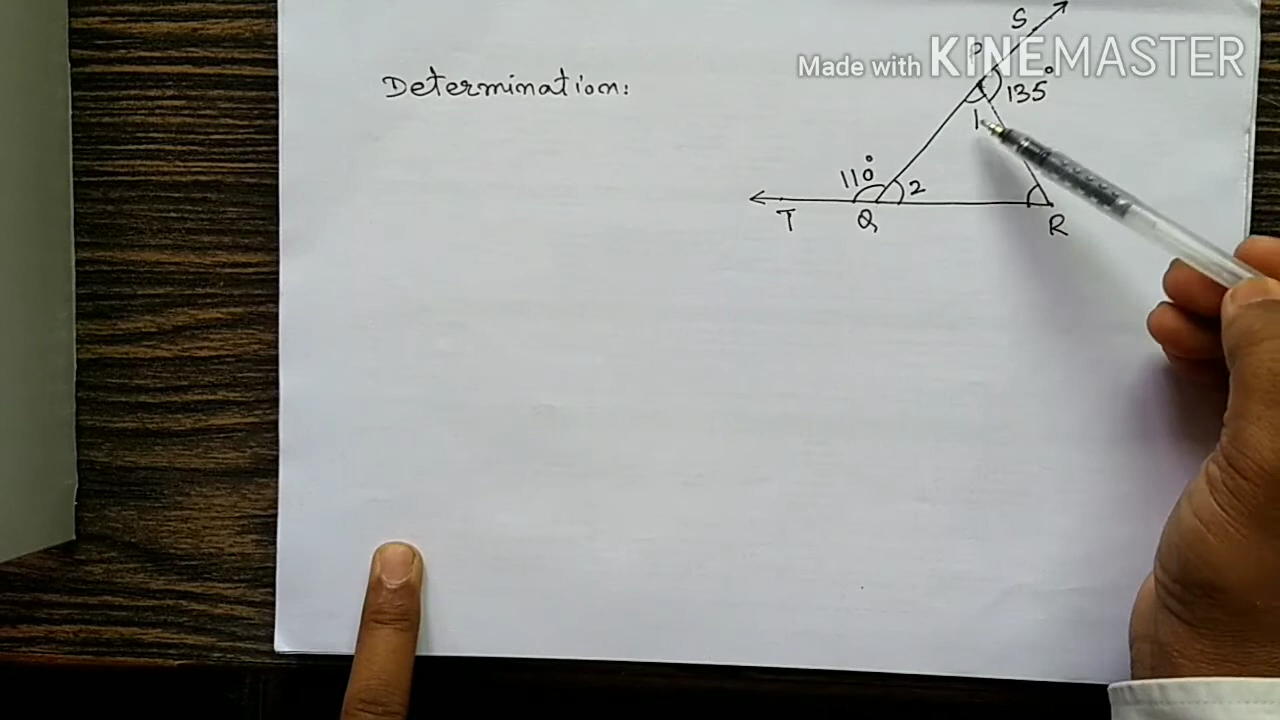 S
P
Made with KINEMASTER
Determination:
135°
1
110°
2
T
Q
R